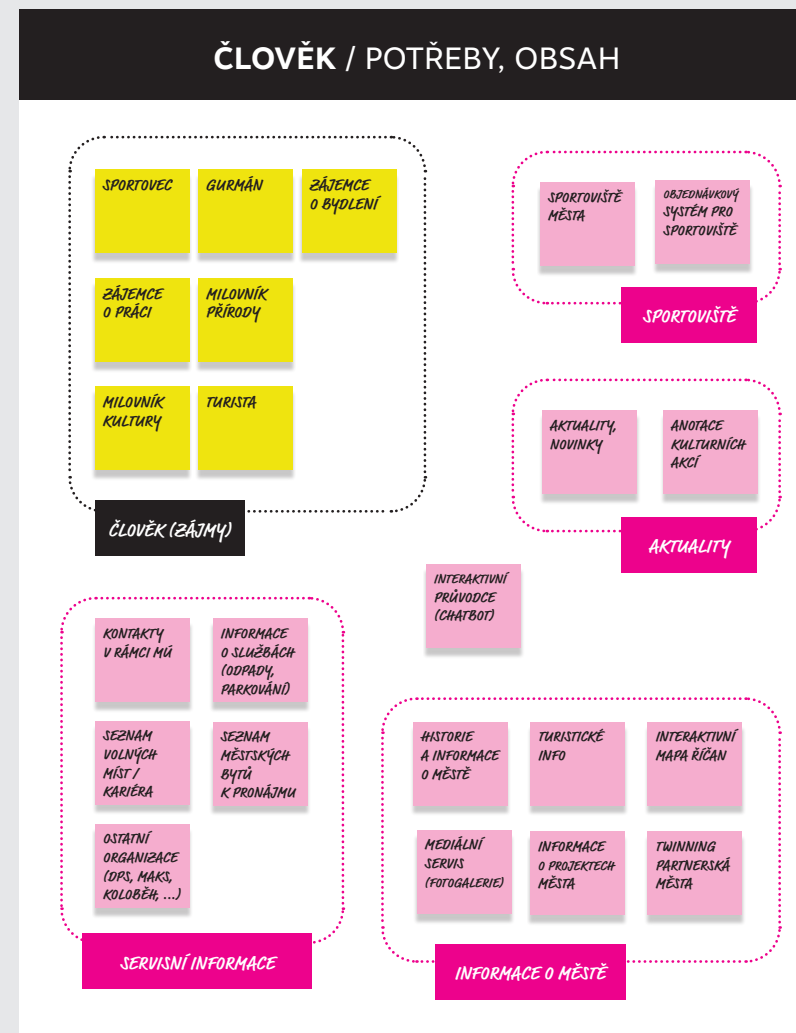 ČLOVĚK / POTŘEBY, OBSAH
SPORTOVEC
GURMÁN
ZÁJEMCE
O BYDLENÍ
ZÁJEMCE
O PRÁCI
MILOVNÍK
PŘÍRODY
MILOVNÍK
KULTURY
TURISTA
ČLOVĚK (ZÁJMY)
SPORTOVIŠTĚ
MĚSTA
OBJEDNÁVKOVÝ
SYSTÉM PRO
SPORTOVIŠTĚ
SPORTOVIŠTĚ
AKTUALITY,
NOVINKY
ANOTACE
KULTURNÍCH
AKCÍ
AKTUALITY
INTERAKTIVNÍ
PRŮVODCE
(CHATBOT)
KONTAKTY
V RÁMCI MÚ
INFORMACE
O SLUŽBÁCH
(ODPADY,
PARKOVÁNÍ)
SEZNAM
VOLNÝCH
MÍST /
KARIÉRA
SEZNAM
MĚSTSKÝCH
BYTŮ
K PRONÁJMU
OSTATNÍ
ORGANIZACE
(DPS, MAKS,
KOLOBĚH, ...)
SERVISNÍ INFORMACE
HISTORIE
A INFORMACE
O MĚSTĚ
TURISTICKÉ
INFO
INTERAKTIVNÍ
MAPA ŘÍČAN
MEDIÁLNÍ
SERVIS
(FOTOGALERIE)
INFORMACE
O PROJEKTECH
MĚSTA
TWINNING
PARTNERSKÁ
MĚSTA
INFORMACE O MĚSTĚ